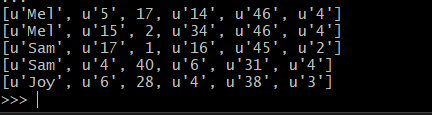 [u'Mel', u'5', 17, u'14', u'46', u'4']
[u'Mel', u'15', 2, u'34', u'46', u'4']
[u'Sam', u'17', 1, u'16', u'45', u'2']
[u'Sam', u'4', 40, u'6', u'31', u'4']
[u'Joy', u'6', 28, u'4', u'38', u'3']
>>>